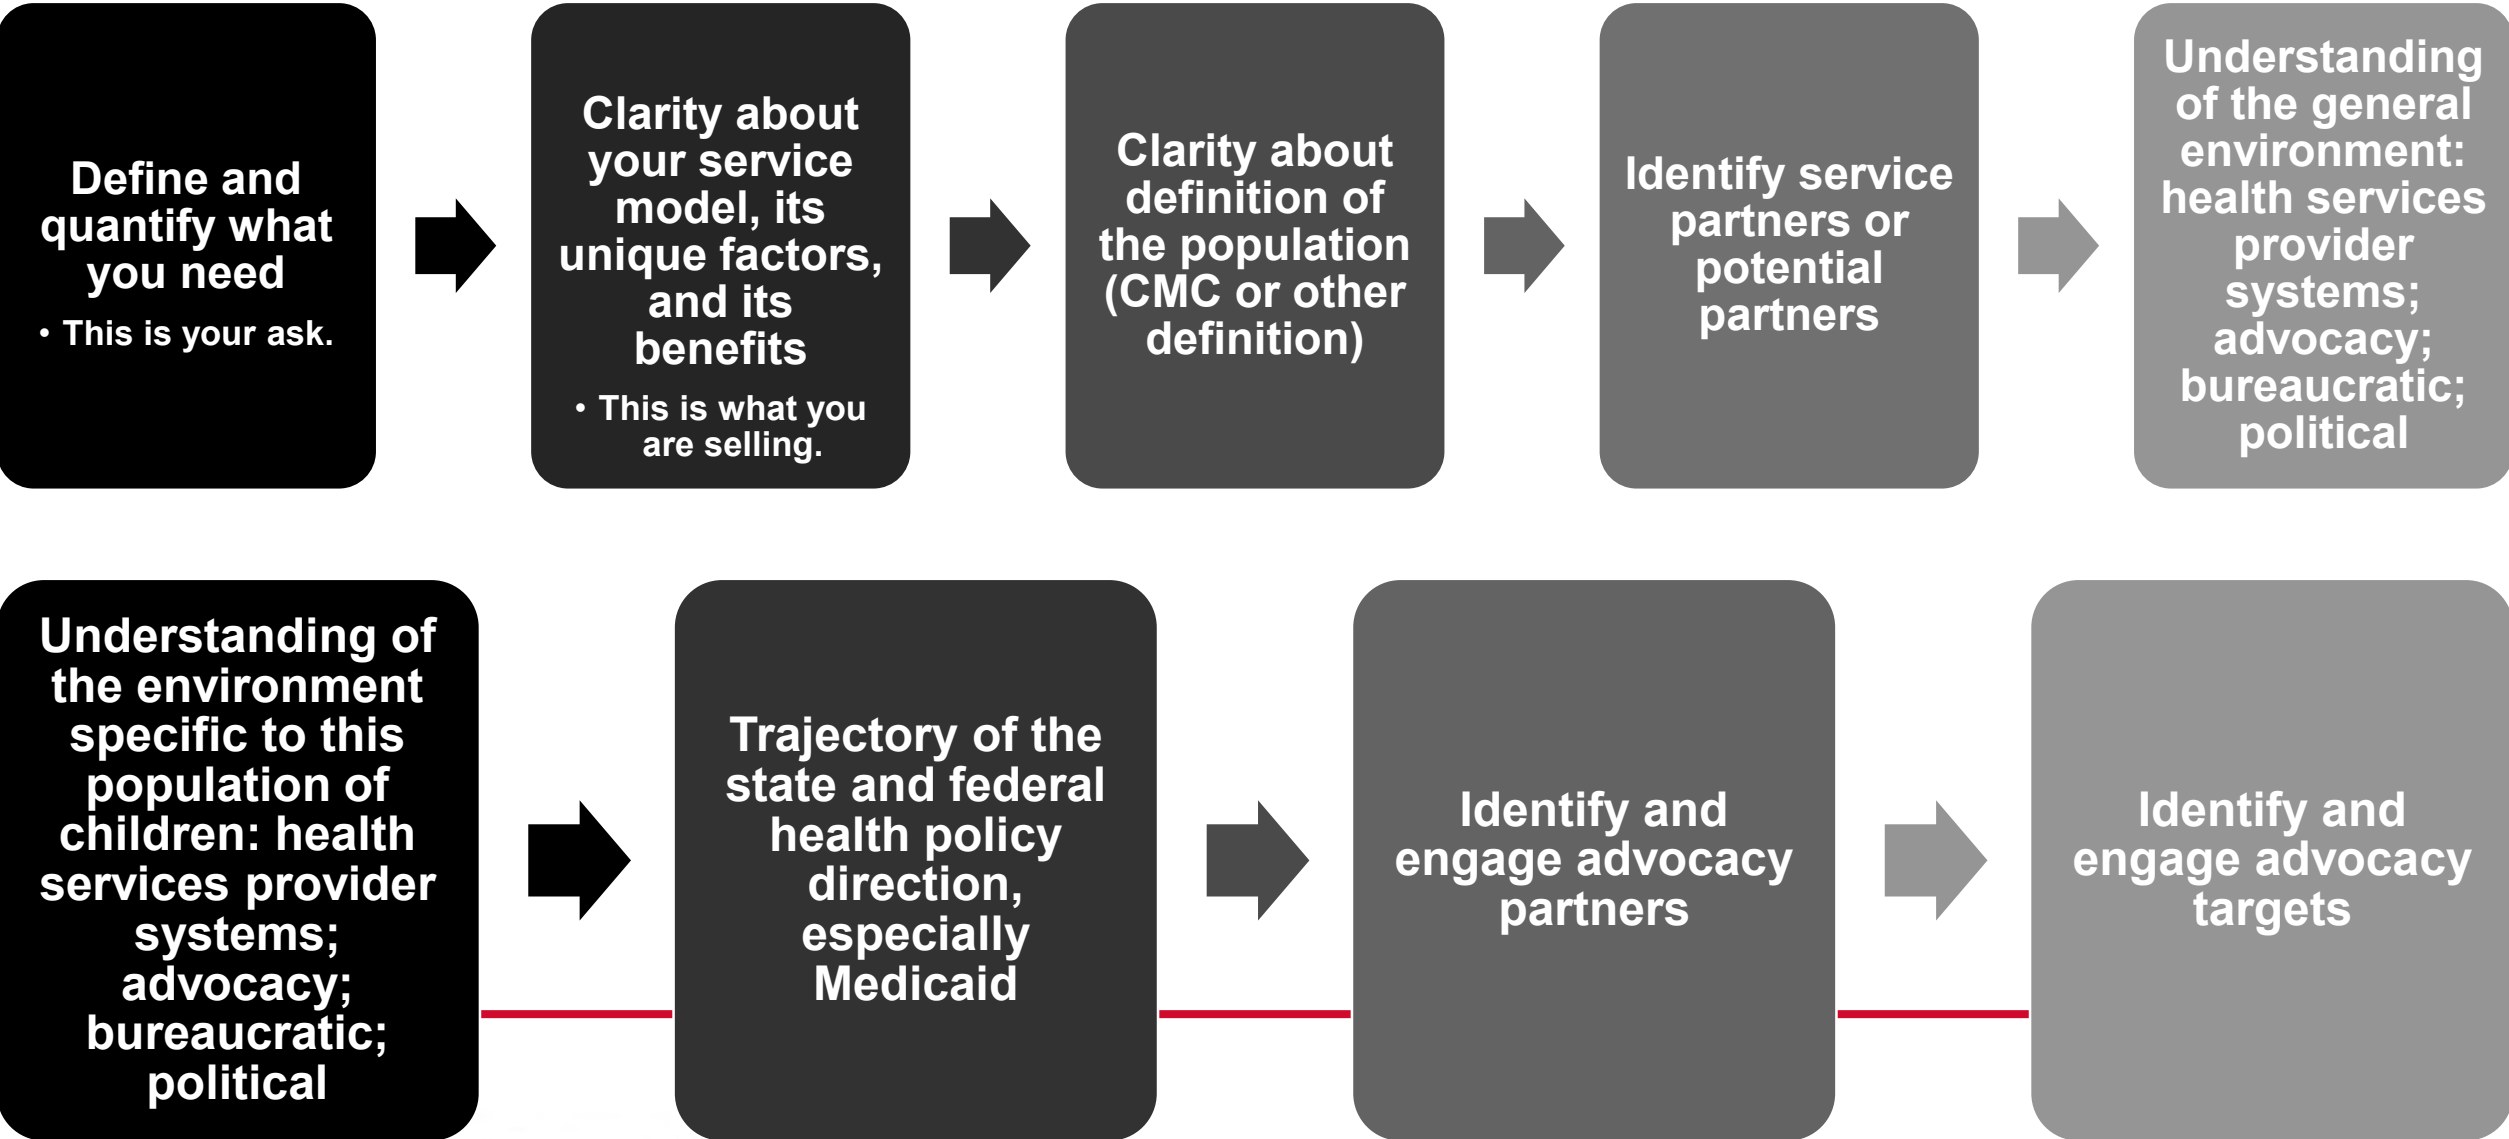 Define and
quantify what
you need
• This is your ask.
Clarity about
your service
model, its
unique factors,
and its
benefits
• This is what you
are selling.
Clarity about
definition of
the population
(CMC or other
definition)
Identify service
partners or
potential
partners
Understanding
of the general
environment:
health services
provider
systems;
advocacy;
bureaucratic;
political
Understanding of
the environment
specific to this
population of
children: health
services provider
systems;
advocacy;
bureaucratic;
political
Trajectory of the
state and federal
health policy
direction,
especially
Medicaid
Identify and
engage advocacy
partners
Identify and
engage advocacy
targets